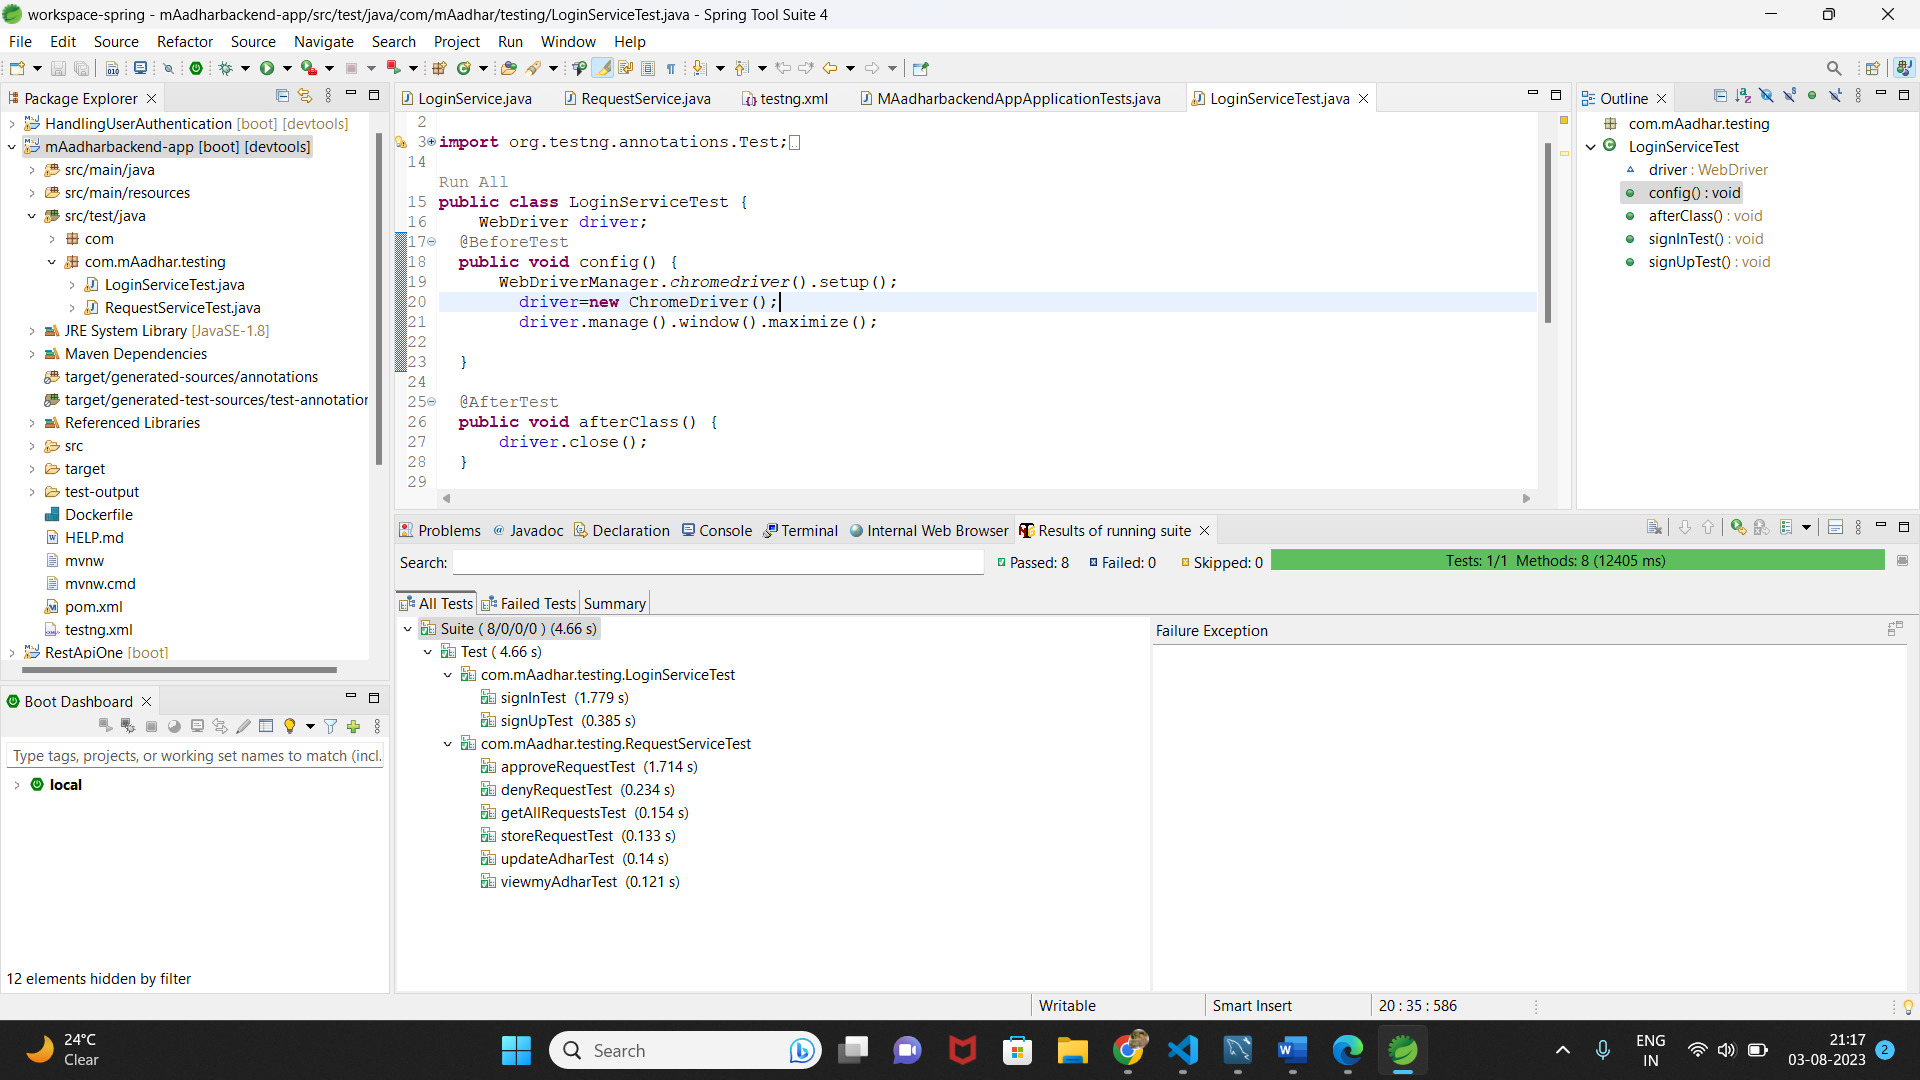 workspace-spring - mAadharbackend-app/src/test/java/com/mAadhar/testing/LoginServiceTest.java - Spring Tool Suite 4
File Edit Source Refactor Source Navigate Search Project Run Window Help
Package Explorer
HandlingUserAuthentication [boot] [devtools]
mAadharbackend-app [boot] [devtools]
src/main/java
src/main/resources
src/test/java
com
com.mAadhar.testing
LoginServiceTest.java
RequestServiceTest.java
JRE System Library [JavaSE-1.8]
Maven Dependencies
target/generated-sources/annotations
target/generated-test-sources/test-annotation
Referenced Libraries
src
target
test-output
Dockerfile
HELP.md
mvnw
mvnw.cmd
pom.xml
testng.xml
RestApiOne [boot]
Boot Dashboard
Type tags, projects, or working set names to match (incl.
local
12 elements hidden by filter
LoginService.java RequestService.java testng.xml MAadharbackendAppApplicationTests.java LoginServiceTest.java
2
3 import org.testng.annotations.Test;
14
Run All
15 public class LoginServiceTest {
16 WebDriver driver;
17 @BeforeTest
18 public void config() {
19 WebDriverManager.chromedriver().setup();
20 driver=new ChromeDriver();
21 driver.manage().window().maximize();
22
23 }
24
25 @AfterTest
26 public void afterClass() {
27 driver.close();
28 }
29
Outline
com.mAadhar.testing
LoginServiceTest
driver : WebDriver
config() : void
afterClass() : void
signInTest() : void
signUpTest() : void
Problems @ Javadoc Declaration Console Terminal Internal Web Browser Results of running suite
Search: Passed: 8 Failed: 0 Skipped: 0 Tests: 1/1 Methods: 8 (12405 ms)
All Tests Failed Tests Summary
Suite ( 8/0/0/0 ) (4.66 s)
Test ( 4.66 s)
com.mAadhar.testing.LoginServiceTest
signInTest (1.779 s)
signUpTest (0.385 s)
com.mAadhar.testing.RequestServiceTest
approveRequestTest (1.714 s)
denyRequestTest (0.234 s)
getAllRequestsTest (0.154 s)
storeRequestTest (0.133 s)
updateAdharTest (0.14 s)
viewmyAdharTest (0.121 s)
Failure Exception
Writable Smart Insert 20 : 35 : 586
24°C
Clear
Search
ENG
IN
21:17
03-08-2023
2